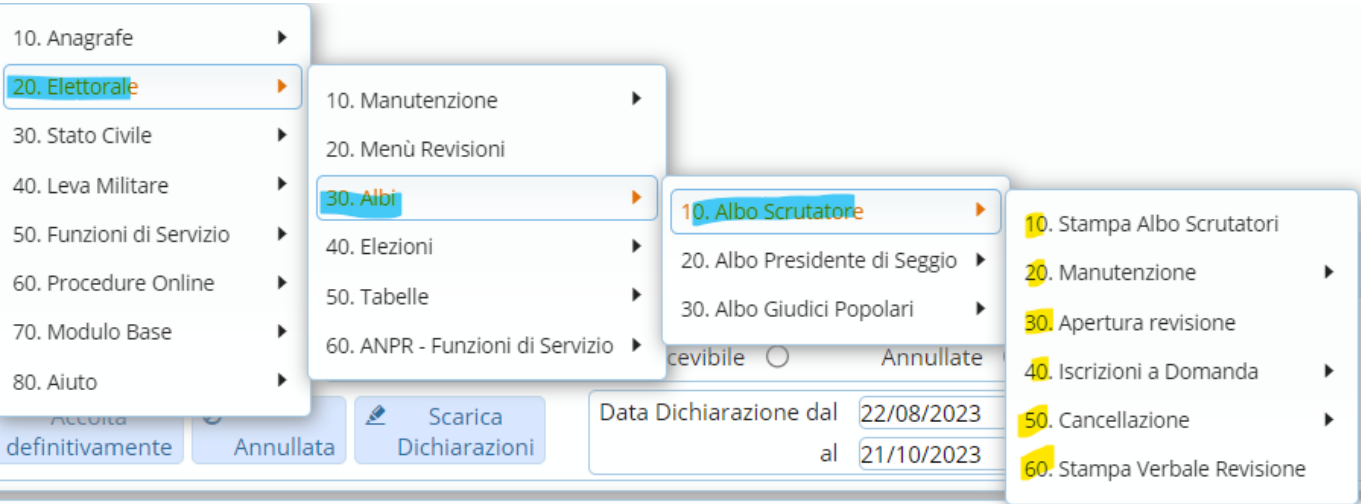 10. Anagrafe
20. Elettorale
30. Stato Civile
40. Leva Militare
50. Funzioni di Servizio
60. Procedure Online
70. Modulo Base
80. Aiuto
10. Manutenzione
20. Menù Revisioni
30. Albi
40. Elezioni
50. Tabelle
60. ANPR - Funzioni di Servizio
10. Albo Scrutatore
20. Albo Presidente di Seggio
30. Albo Giudici Popolari
10. Stampa Albo Scrutatori
20. Manutenzione
30. Apertura revisione
40. Iscrizioni a Domanda
50. Cancellazione
60. Stampa Verbale Revisione
cevibile Annullate
Accolta
definitivamente
Annullata
Scarica
Dichiarazioni
Data Dichiarazione dal 22/08/2023
al 21/10/2023